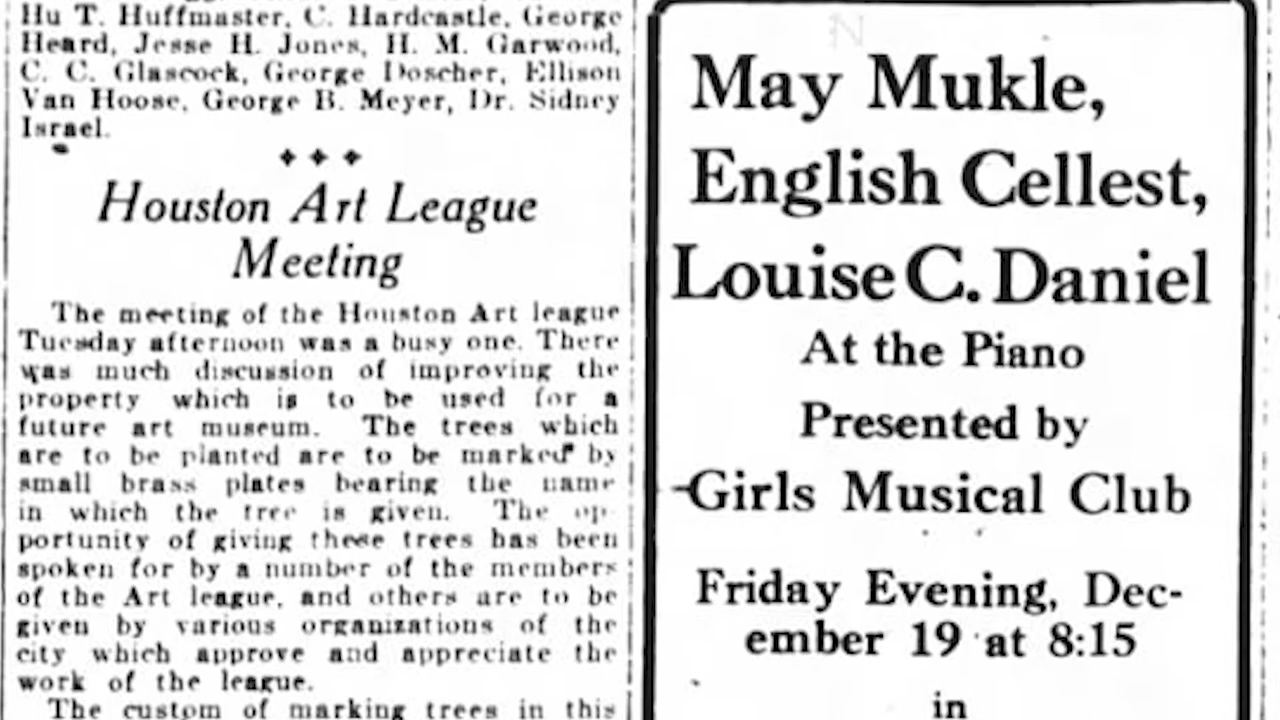 Hu T. Huffmaster, C. Hardcastle, George
Heard, Jesse H. Jones, H. M. Garwood,
C. C. Glascock, George Doscher, Ellison
Van Hoose, George B. Meyer, Dr. Sidney
Israel.
Houston Art League
Meeting
The meeting of the Houston Art league
Tuesday afternoon was a busy one. There
was much discussion of improving the
property which is to be used for a
future art museum. The trees which
are to be planted are to be marked by
small brass plates bearing the name
in which the tree is given. The op-
portunity of giving these trees has been
spoken for by a number of the members
of the Art league, and others are to be
given by various organizations of the
city which approve and appreciate the
work of the league.
The custom of marking trees in this
May Mukle,
English Cellest,
Louise C. Daniel
At the Piano
Presented by
Girls Musical Club
Friday Evening, Dec-
ember 19 at 8:15
in